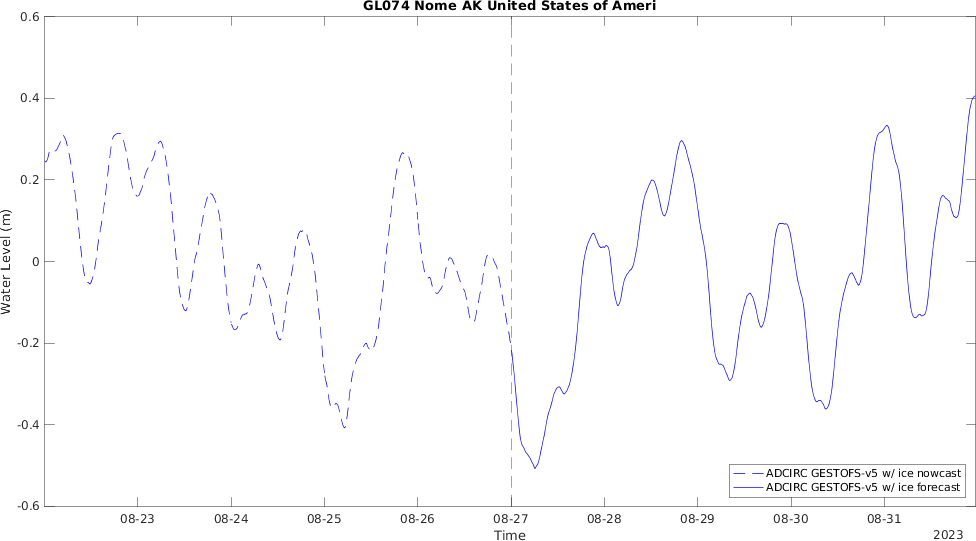 GL074 Nome AK United States of Ameri
0.6
0.4
0.2
0
-0.2
-0.4
-0.6
Water Level (m)
ADCIRC GESTOFS-v5 w/ ice nowcast
ADCIRC GESTOFS-v5 w/ ice forecast
08-23 08-24 08-25 08-26 08-27 08-28 08-29 08-30 08-31
Time
2023